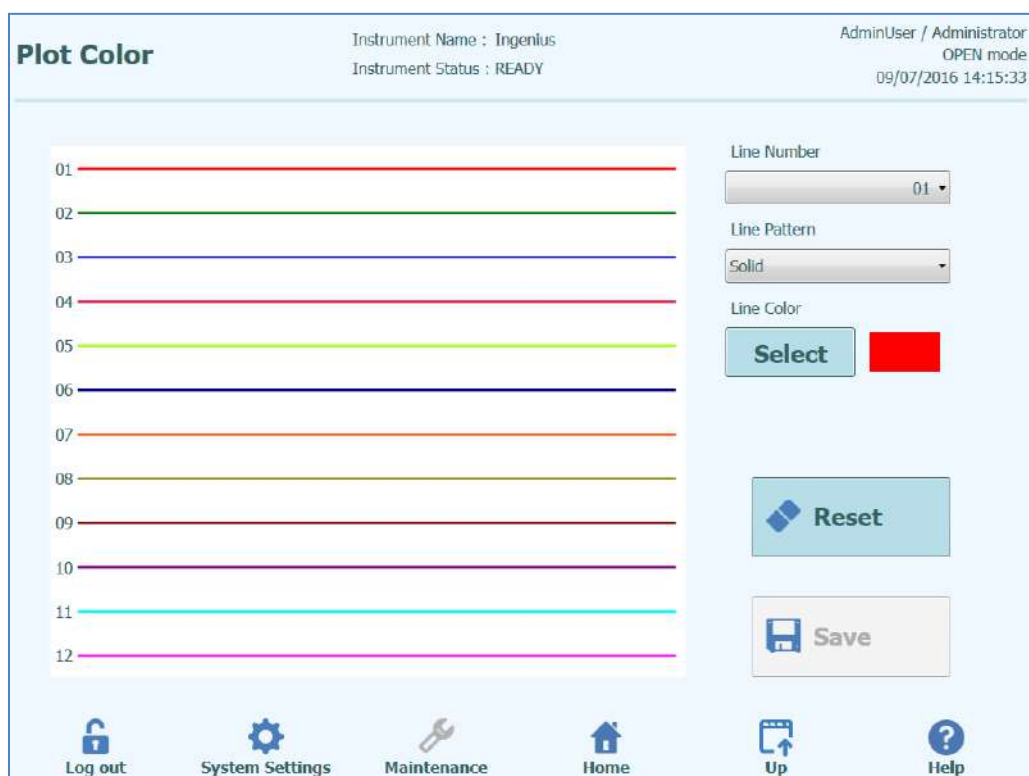 Plot Color
Instrument Name : Ingenius
Instrument Status : READY
AdminUser / Administrator
OPEN mode
09/07/2016 14:15:33
01
02
03
04
05
06
07
08
09
10
11
12
Line Number
01
Line Pattern
Solid
Line Color
Select
Reset
Save
Log out
System Settings
Maintenance
Home
Up
Help